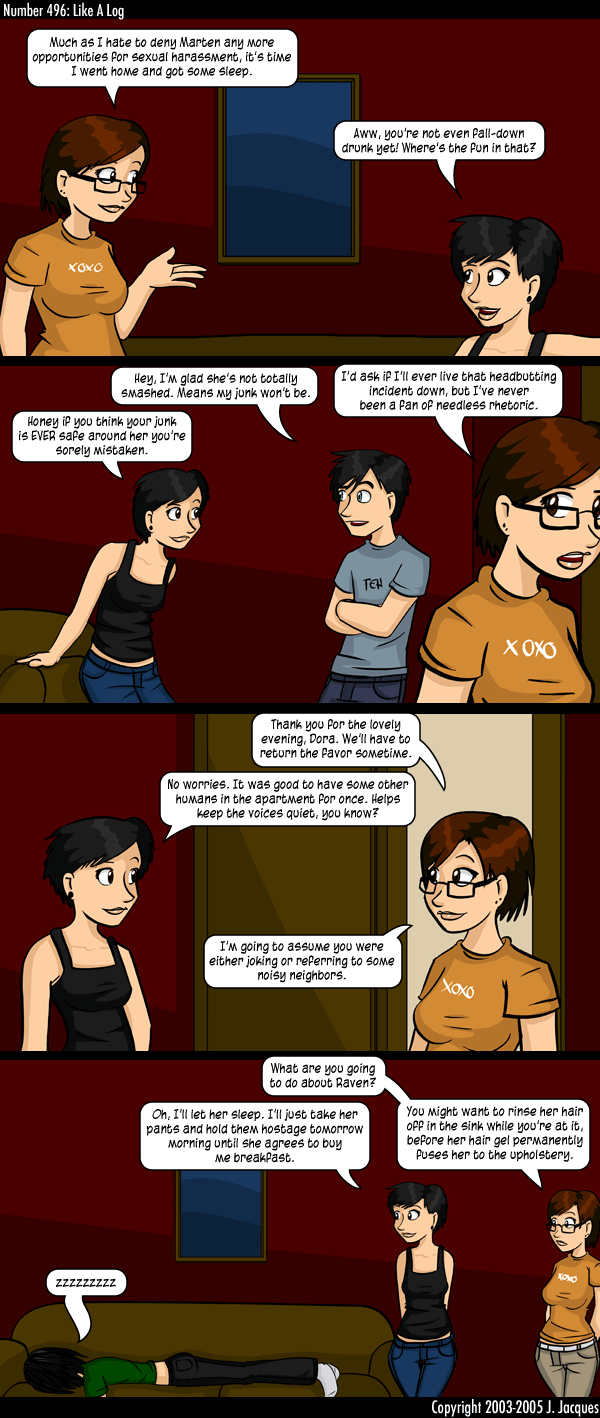 Number 496: Like A Log
Much as I hate to deny Marten any more
opportunities for sexual harassment, it's time
I went home and got some sleep.
Aww, you're not even fall-down
drunk yet! Where's the fun in that?
XOXO
Hey, I'm glad she's not totally
smashed. Means my junk won't be.
I'd ask if I'll ever live that headbutting
incident down, but I've never
been a fan of needless rhetoric.
Honey if you think your junk
is EVER safe around her you're
sorely mistaken.
TEH
XOXO
Thank you for the lovely
evening, Dora. We'll have to
return the favor sometime.
No worries. It was good to have some other
humans in the apartment for once. Helps
keep the voices quiet, you know?
I'm going to assume you were
either joking or referring to some
noisy neighbors.
XOXO
What are you going
to do about Raven?
Oh, I'll let her sleep. I'll just take her
pants and hold them hostage tomorrow
morning until she agrees to buy
me breakfast.
You might want to rinse her hair
off in the sink while you're at it,
before her hair gel permanently
fuses her to the upholstery.
zzzzzzzzz
XOXO
Copyright 2003-2005 J. Jacques